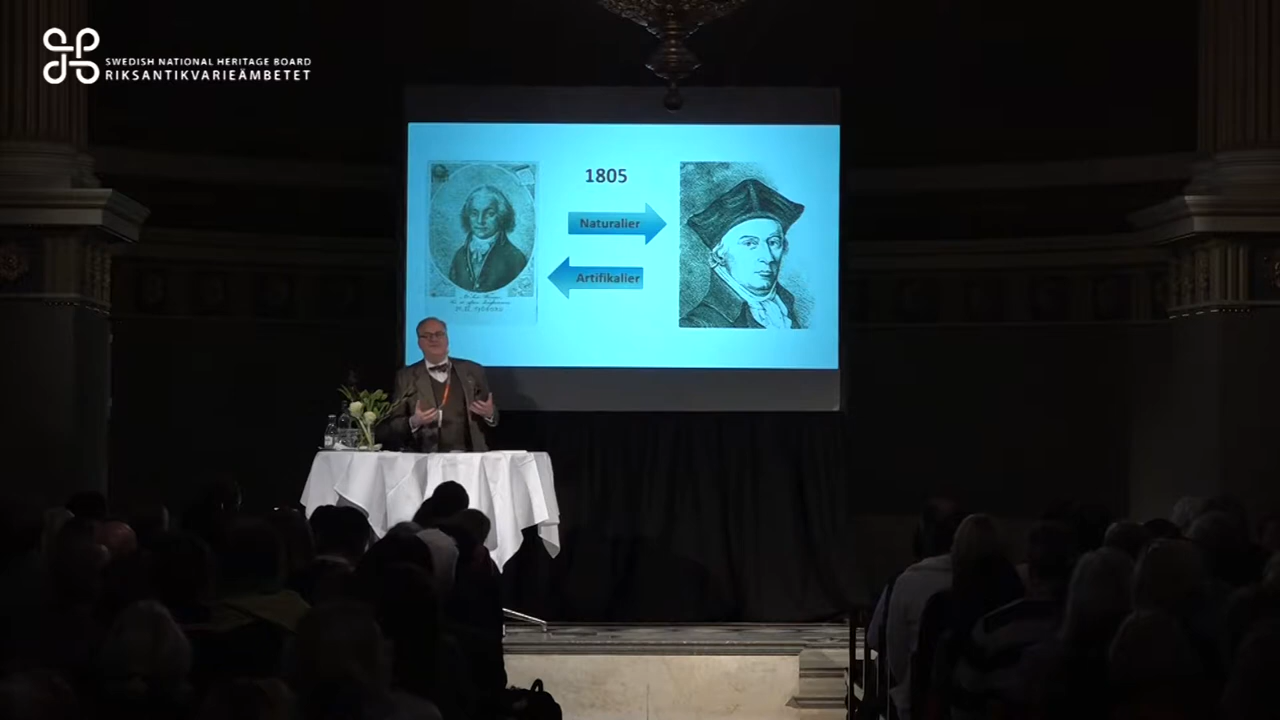 SWEDISH NATIONAL HERITAGE BOARD
RIKSANTIKVARIEÄMBETET
1805
Naturalier
Artifikalier